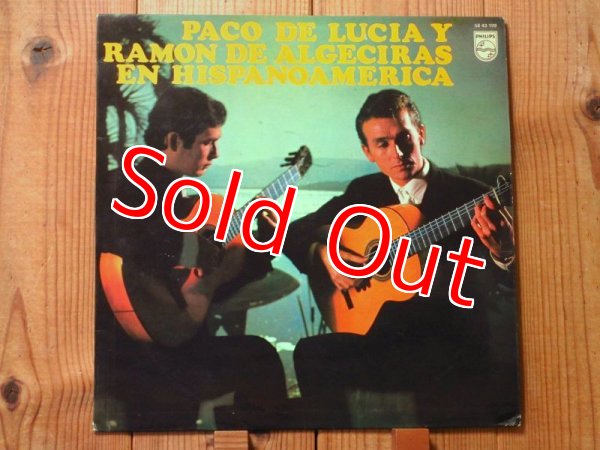 PACO DE LUCIA Y
RAMON DE ALGECIRAS
EN HISPANOAMERICA
PHILIPS
Sold Out